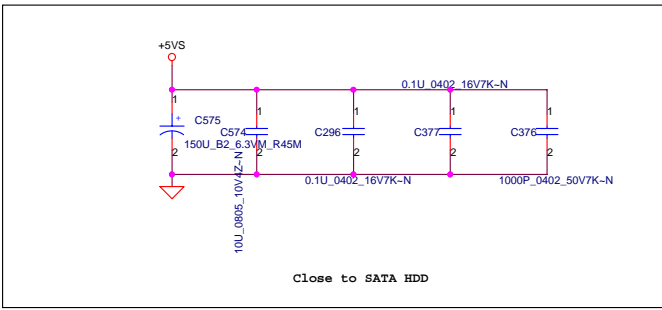 +5VS
0.1U_0402_16V7K~N
1
1
1
1
1
+
C575
C574
C296
C377
C376
150U_B2_6.3VM_R45M
2
2
2
2
2
10U_0805_10V4Z~N
0.1U_0402_16V7K~N
1000P_0402_50V7K~N
Close to SATA HDD